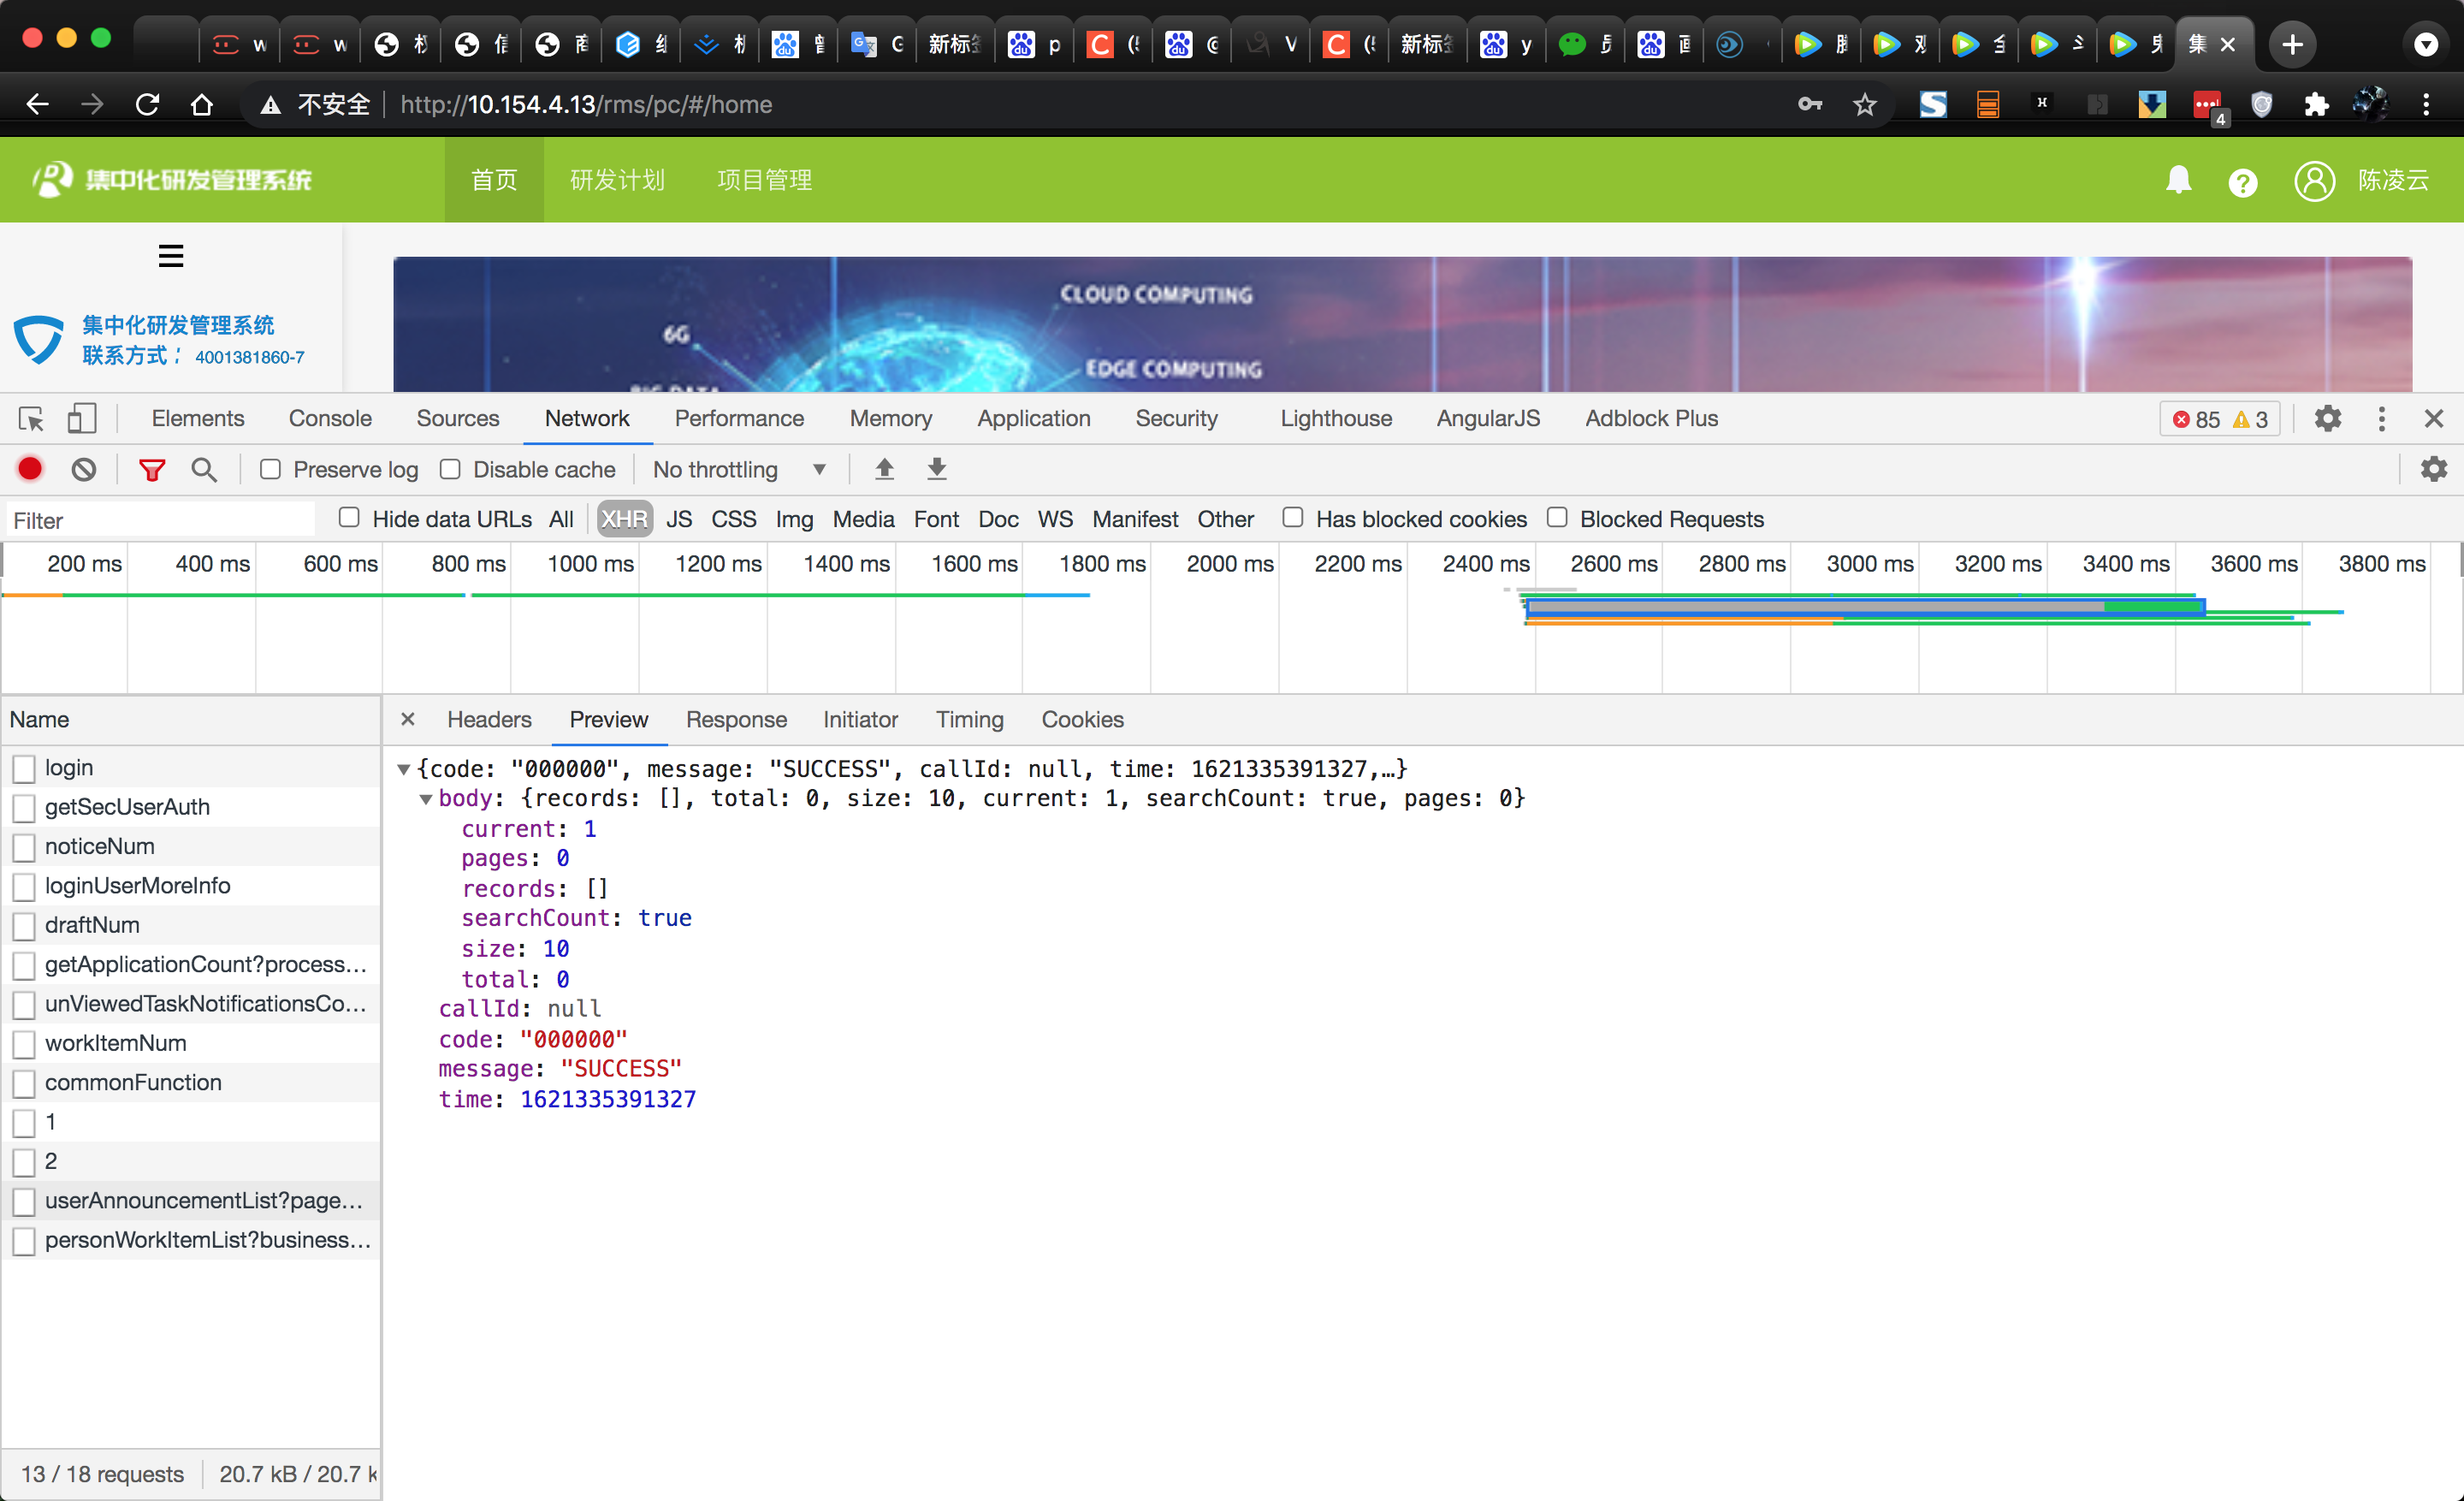 w w 新标 p 新标 y 集
不安全 http://10.154.4.13/rms/pc/#/home 4
集中化研发管理系统 首页 研发计划 项目管理 陈凌云
集中化研发管理系统
联系方式： 4001381860-7
CLOUD COMPUTING
6G
EDGE COMPUTING
BIG DATA
Elements Console Sources Network Performance Memory Application Security Lighthouse AngularJS Adblock Plus 85 3
Preserve log Disable cache No throttling
Filter Hide data URLs All XHR JS CSS Img Media Font Doc WS Manifest Other Has blocked cookies Blocked Requests
200 ms 400 ms 600 ms 800 ms 1000 ms 1200 ms 1400 ms 1600 ms 1800 ms 2000 ms 2200 ms 2400 ms 2600 ms 2800 ms 3000 ms 3200 ms 3400 ms 3600 ms 3800 ms
Name
login
getSecUserAuth
noticeNum
loginUserMoreInfo
draftNum
getApplicationCount?process…
unViewedTaskNotificationsCo…
workItemNum
commonFunction
1
2
userAnnouncementList?page…
personWorkItemList?business…
13 / 18 requests 20.7 kB / 20.7 k
Headers Preview Response Initiator Timing Cookies
{code: "000000", message: "SUCCESS", callId: null, time: 1621335391327,…}
body: {records: [], total: 0, size: 10, current: 1, searchCount: true, pages: 0}
current: 1
pages: 0
records: []
searchCount: true
size: 10
total: 0
callId: null
code: "000000"
message: "SUCCESS"
time: 1621335391327